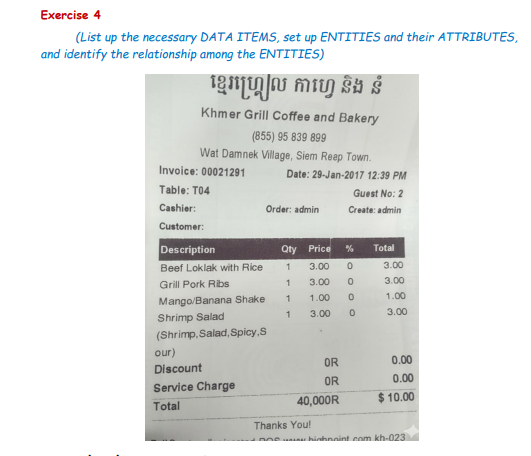 Exercise 4
(List up the necessary DATA ITEMS, set up ENTITIES and their ATTRIBUTES,
and identify the relationship among the ENTITIES)
ខ្មែរហ្គ្រៀល កាហ្វេ និង នំ
Khmer Grill Coffee and Bakery
(855) 95 839 899
Wat Damnek Village, Siem Reap Town.
Invoice: 00021291 Date: 29-Jan-2017 12:39 PM
Table: T04 Guest No: 2
Cashier: Order: admin Create: admin
Customer:
Description Qty Price % Total
Beef Loklak with Rice 1 3.00 0 3.00
Grill Pork Ribs 1 3.00 0 3.00
Mango/Banana Shake 1 1.00 0 1.00
Shrimp Salad 1 3.00 0 3.00
(Shrimp,Salad,Spicy,S
our)
Discount 0R 0.00
Service Charge 0R 0.00
Total 40,000R $ 10.00
Thanks You!
POS www.highpoint.com.kh-023